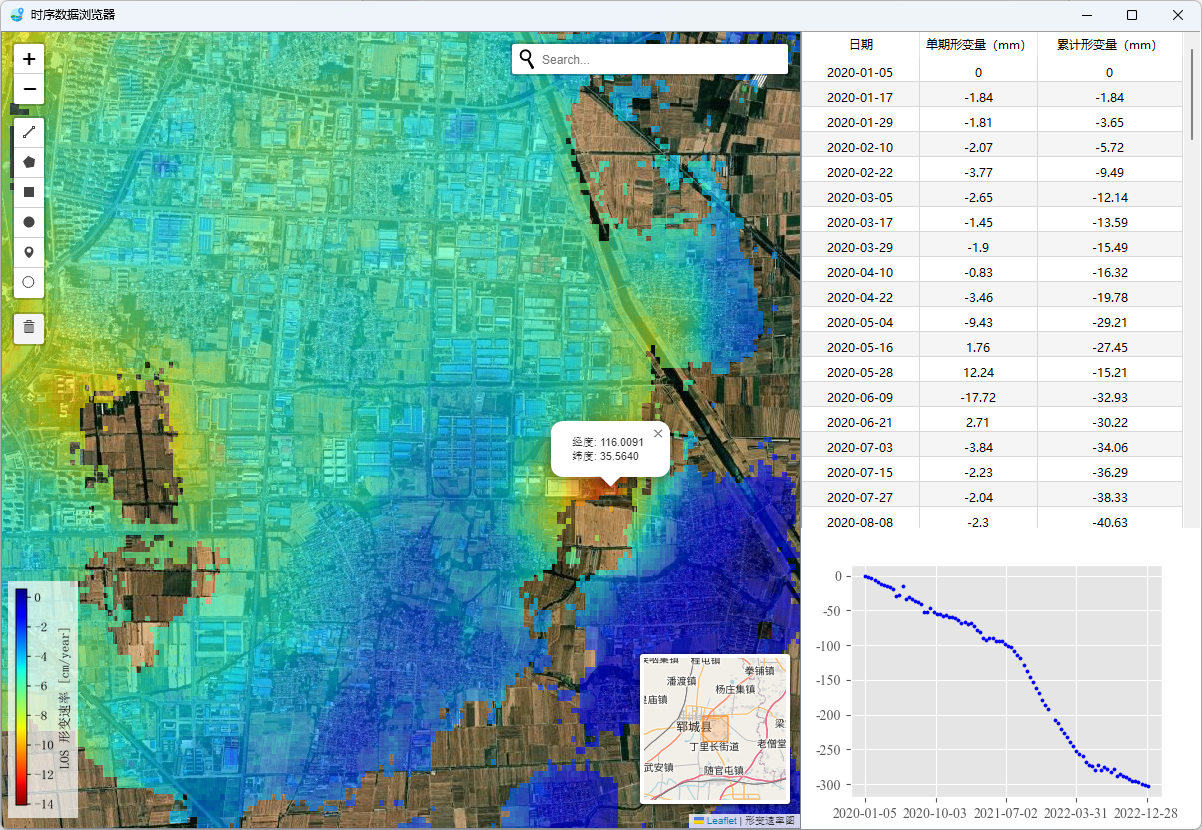 时序数据浏览器
+
−
Search...
经度: 116.0091
纬度: 35.5640
×
0
−2
−4
−6
−8
−10
−12
−14
LOS 形变速率 [cm/year]
程屯镇
拳铺镇
潘渡镇
杨庄集镇
郓城县
梁
丁里长街道
老僧堂
武安镇
随官屯镇
Leaflet | 形变速率图
日期 单期形变量（mm） 累计形变量（mm）
2020-01-05 0 0
2020-01-17 -1.84 -1.84
2020-01-29 -1.81 -3.65
2020-02-10 -2.07 -5.72
2020-02-22 -3.77 -9.49
2020-03-05 -2.65 -12.14
2020-03-17 -1.45 -13.59
2020-03-29 -1.9 -15.49
2020-04-10 -0.83 -16.32
2020-04-22 -3.46 -19.78
2020-05-04 -9.43 -29.21
2020-05-16 1.76 -27.45
2020-05-28 12.24 -15.21
2020-06-09 -17.72 -32.93
2020-06-21 2.71 -30.22
2020-07-03 -3.84 -34.06
2020-07-15 -2.23 -36.29
2020-07-27 -2.04 -38.33
2020-08-08 -2.3 -40.63
0
-50
-100
-150
-200
-250
-300
2020-01-05 2020-10-03 2021-07-02 2022-03-31 2022-12-28